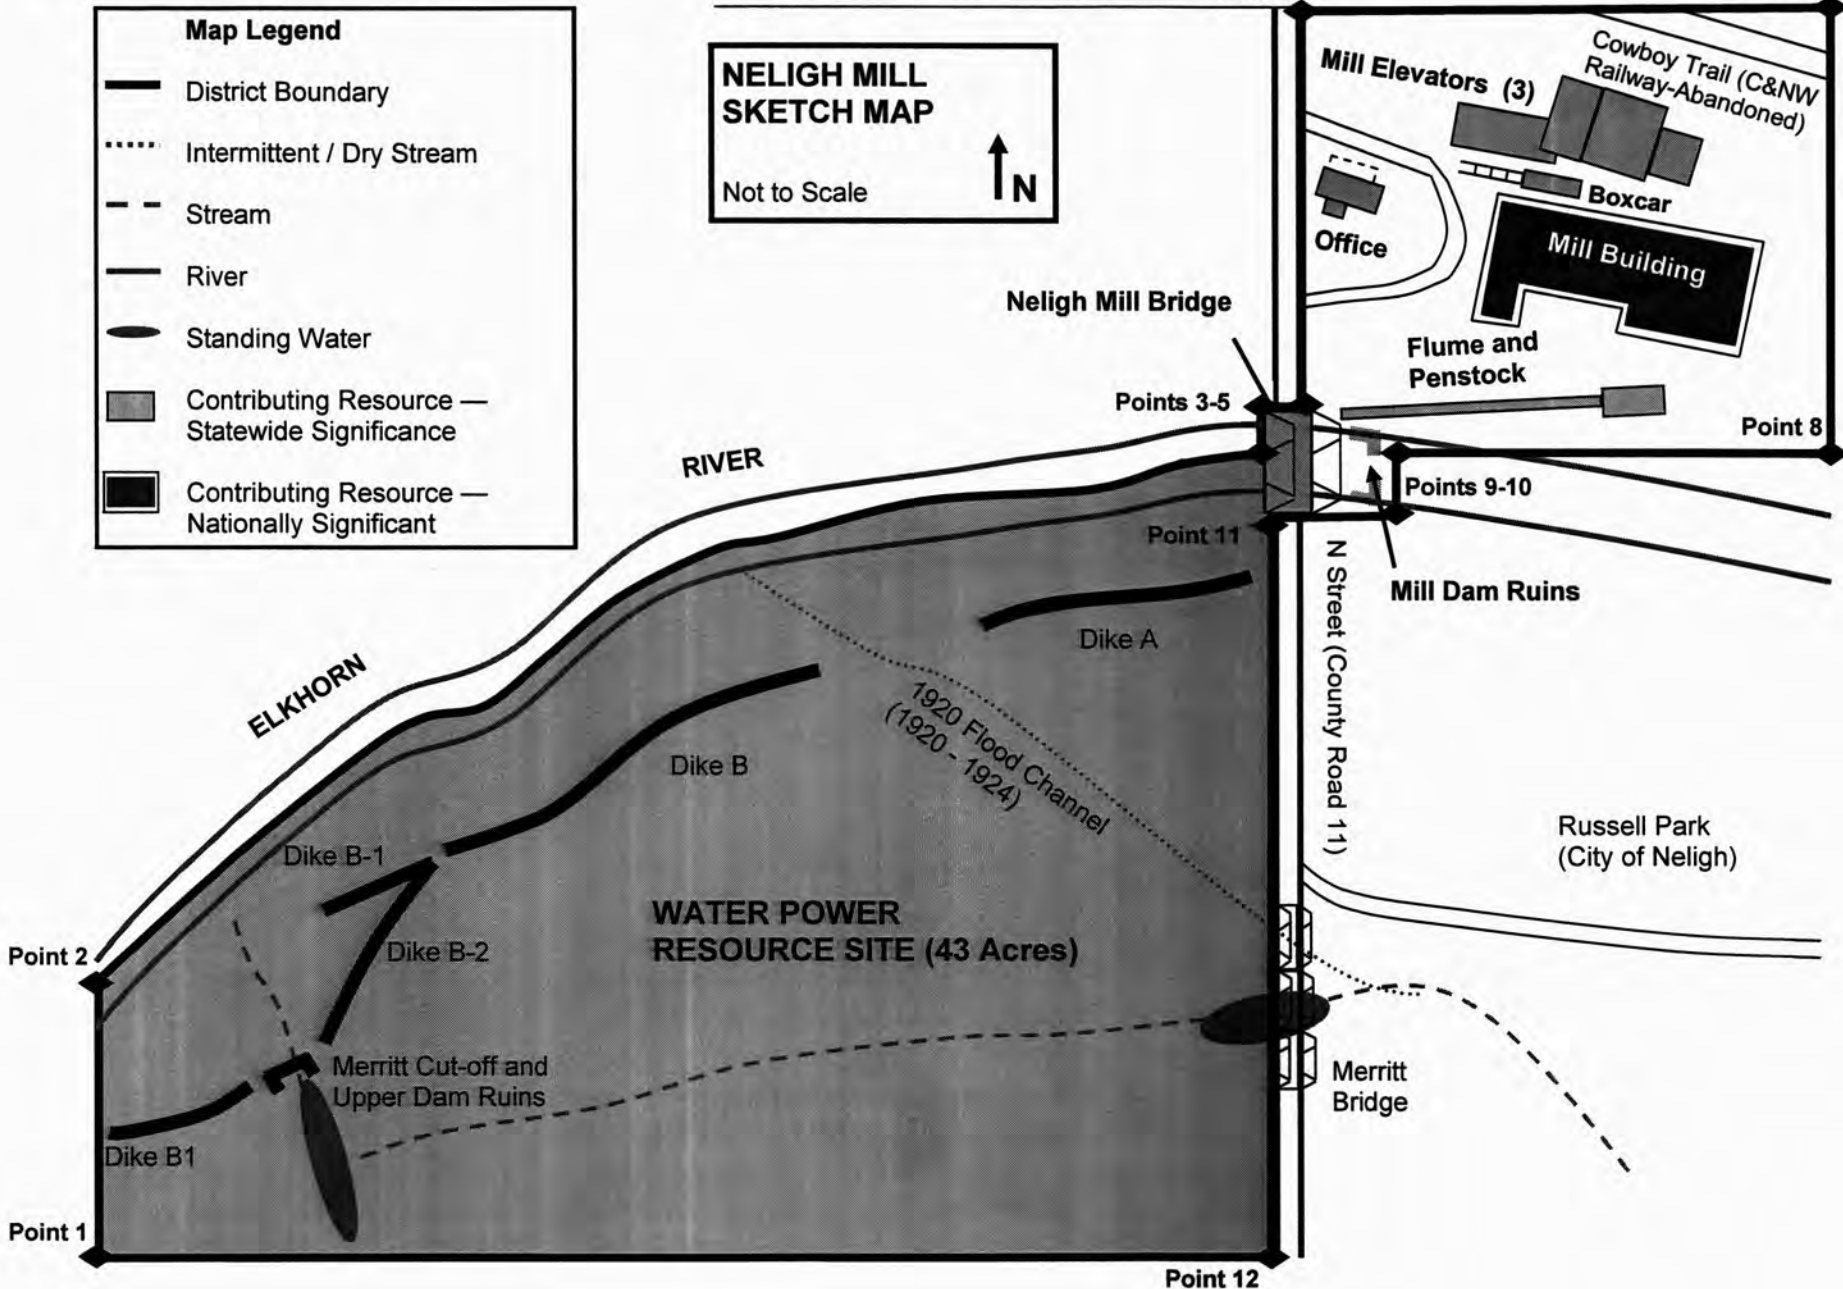 Map Legend
District Boundary
Intermittent / Dry Stream
Stream
River
Standing Water
Contributing Resource —
Statewide Significance
Contributing Resource —
Nationally Significant
NELIGH MILL
SKETCH MAP
Not to Scale
N
Mill Elevators (3)
Cowboy Trail (C&NW
Railway-Abandoned)
Boxcar
Office
Mill Building
Neligh Mill Bridge
Flume and
Penstock
Points 3-5
Point 8
RIVER
Points 9-10
Point 11
Mill Dam Ruins
N Street (County Road 11)
Dike A
ELKHORN
1920 Flood Channel
(1920 - 1924)
Dike B
Russell Park
(City of Neligh)
Dike B-1
WATER POWER
RESOURCE SITE (43 Acres)
Dike B-2
Point 2
Merritt Cut-off and
Upper Dam Ruins
Merritt
Bridge
Dike B1
Point 1
Point 12